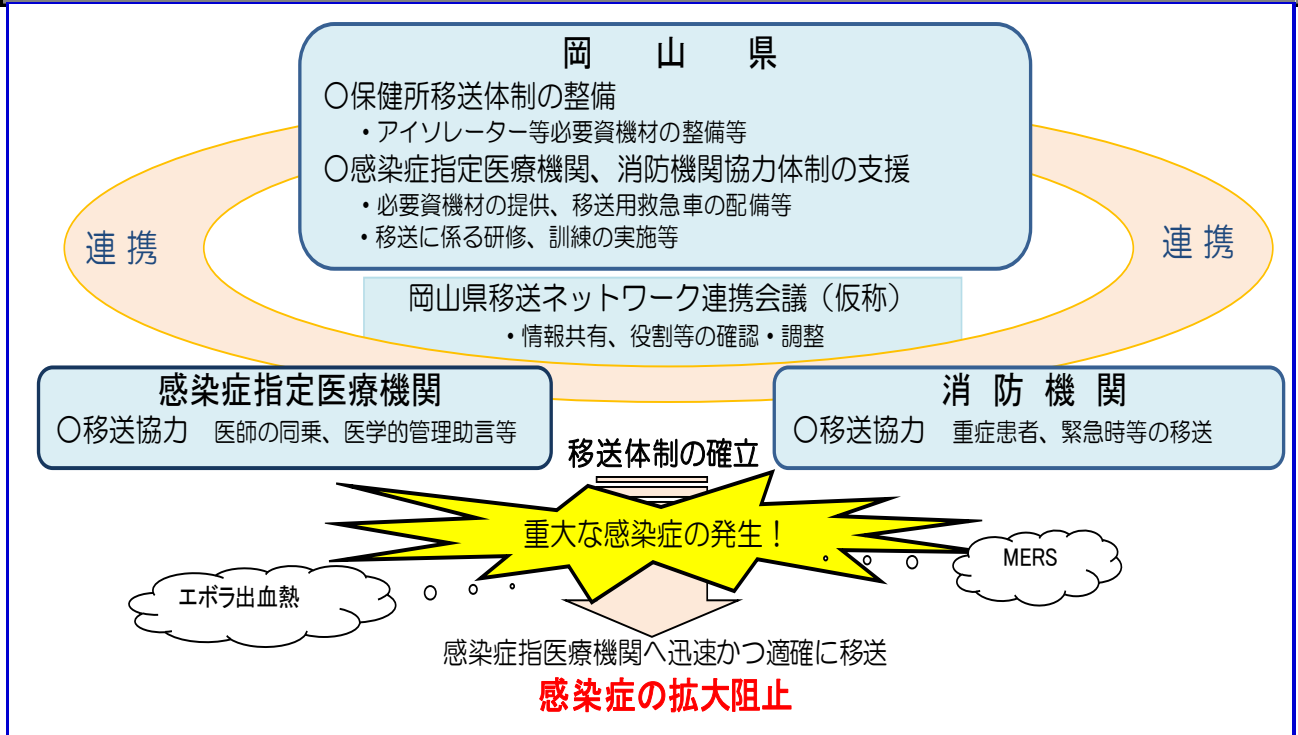 岡　山　県
〇保健所移送体制の整備
・アイソレーター等必要資機材の整備等
〇感染症指定医療機関、消防機関協力体制の支援
・必要資機材の提供、移送用救急車の配備等
・移送に係る研修、訓練の実施等
連 携
連 携
岡山県移送ネットワーク連携会議（仮称）
・情報共有、役割等の確認・調整
感染症指定医療機関
〇移送協力　医師の同乗、医学的管理助言等
消 防 機 関
〇移送協力　重症患者、緊急時等の移送
移送体制の確立
重大な感染症の発生！
MERS
エボラ出血熱
感染症指医療機関へ迅速かつ適確に移送
感染症の拡大阻止